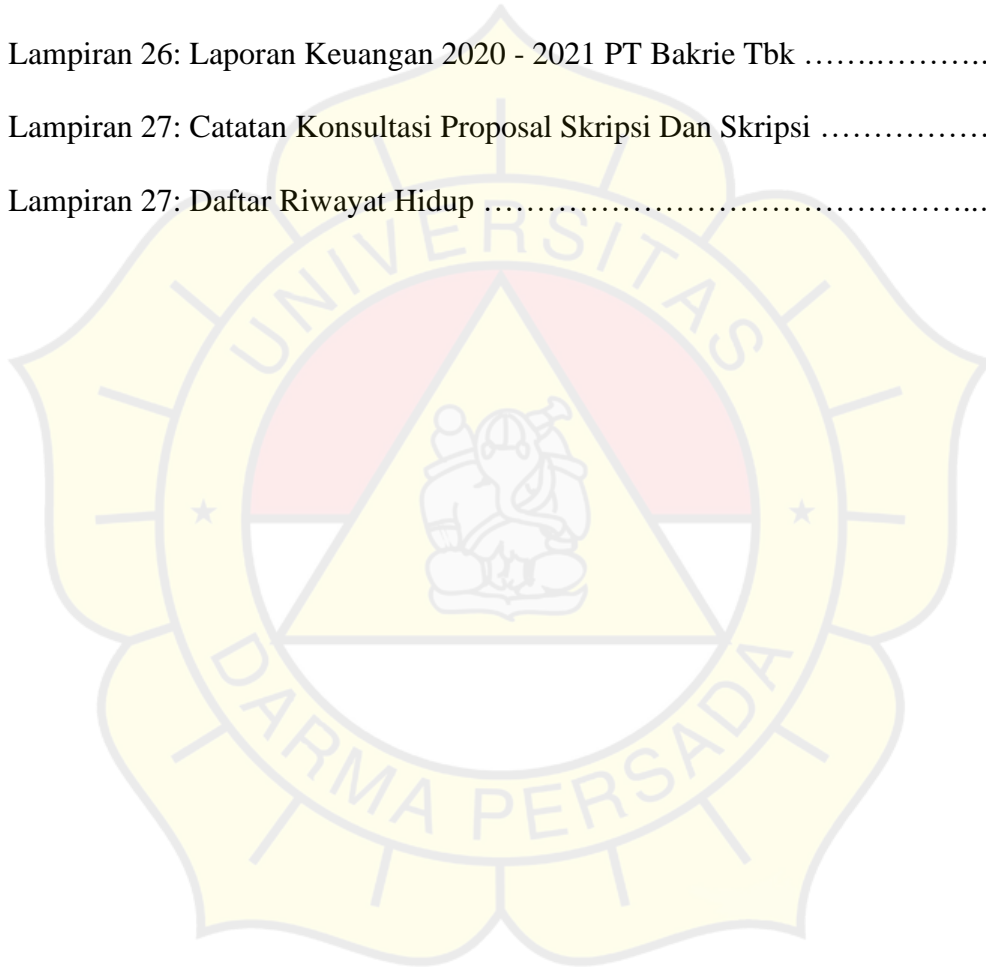 Lampiran 26: Laporan Keuangan 2020 - 2021 PT Bakrie Tbk …….………..
Lampiran 27: Catatan Konsultasi Proposal Skripsi Dan Skripsi …………….
Lampiran 27: Daftar Riwayat Hidup ………………………………………...
UNIVERSITAS
DARMA PERSADA